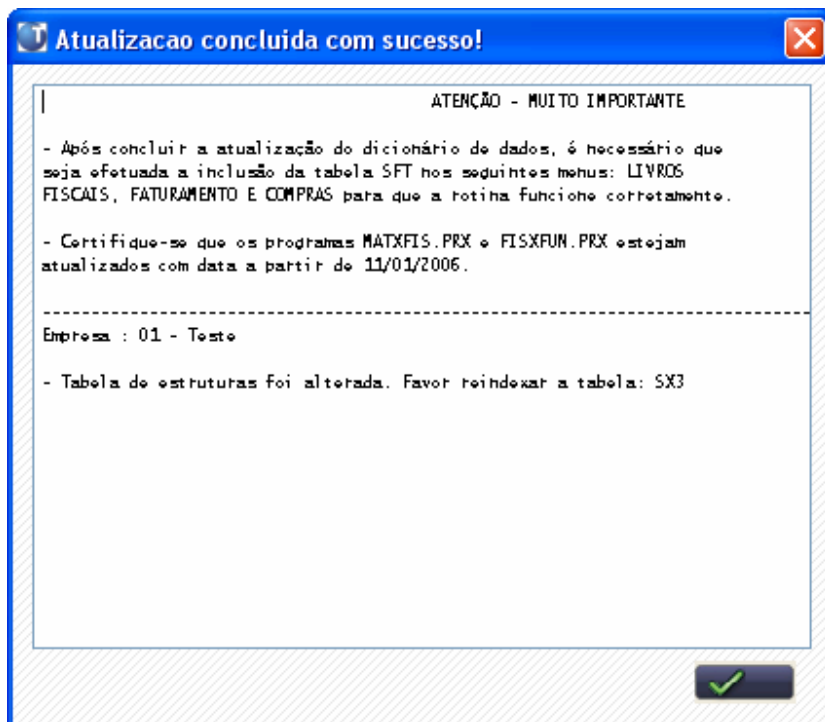 Atualizacao concluida com sucesso!
ATENÇÃO - MUITO IMPORTANTE
- Após concluir a atualização do dicionário de dados, é necessário que
seja efetuada a inclusão da tabela SFT nos seguintes menus: LIVROS
FISCAIS, FATURAMENTO E COMPRAS para que a rotina funcione corretamente.
- Certifique-se que os programas MATXFIS.PRX e FISXFUN.PRX estejam
atualizados com data a partir de 11/01/2006.
--------------------------------------------------------------------------------
Empresa : 01 - Teste
- Tabela de estruturas foi alterada. Favor reindexar a tabela: SX3